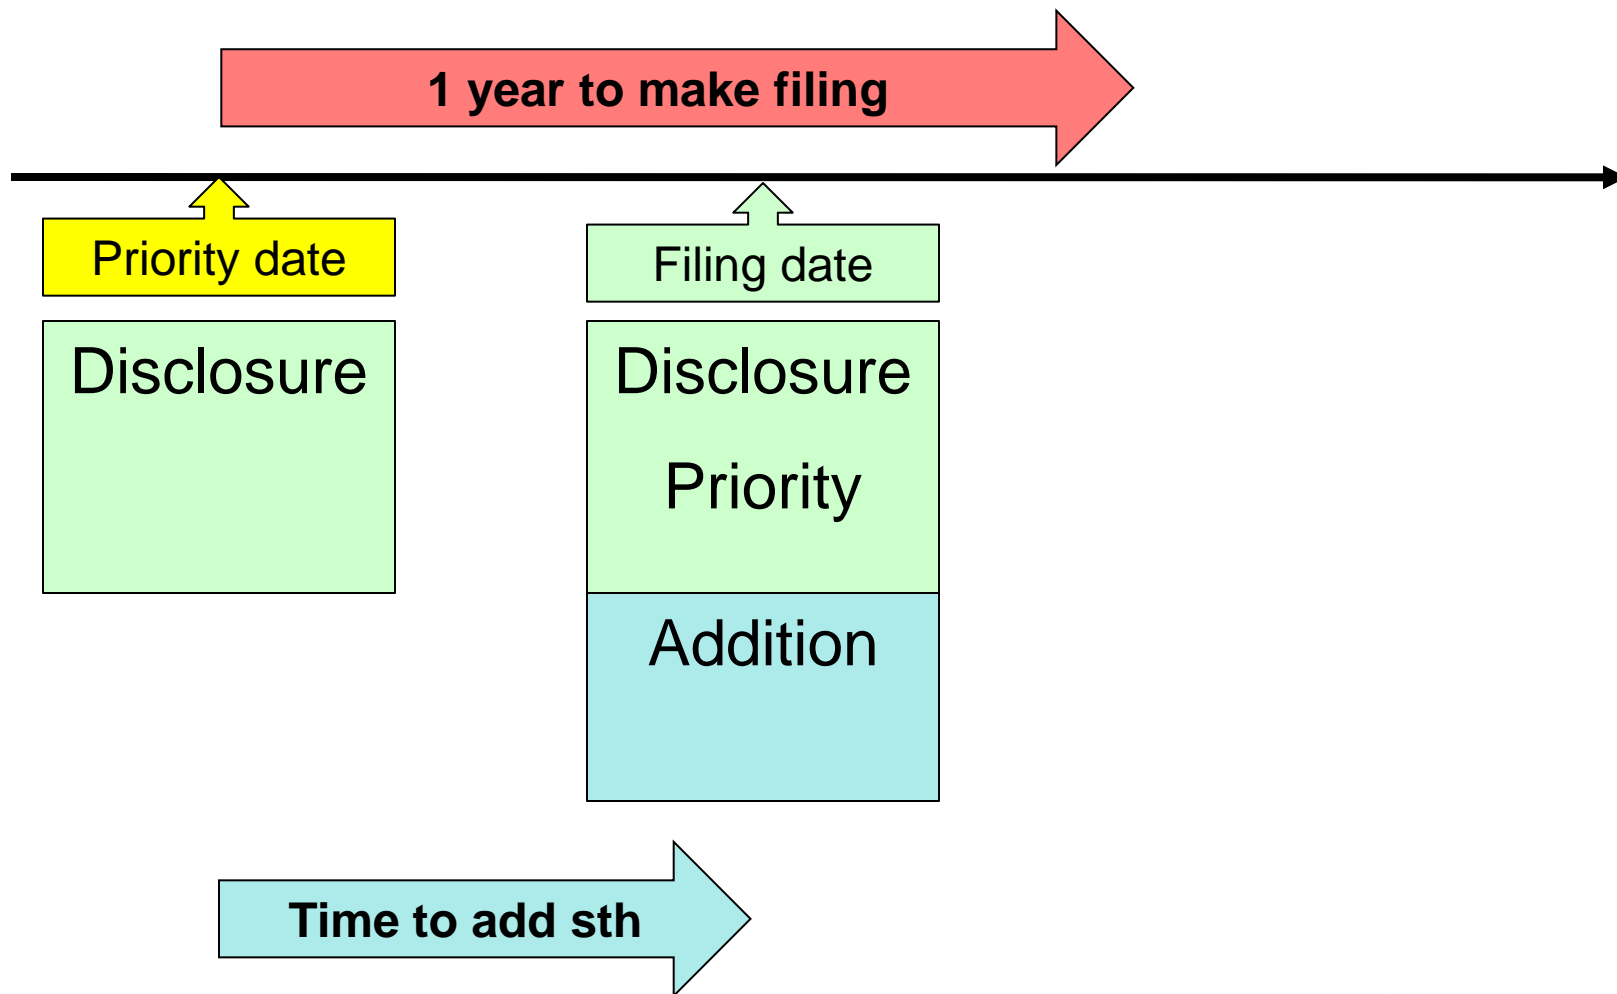 1 year to make filing
Priority date
Filing date
Disclosure
Disclosure
Priority
Addition
Time to add sth